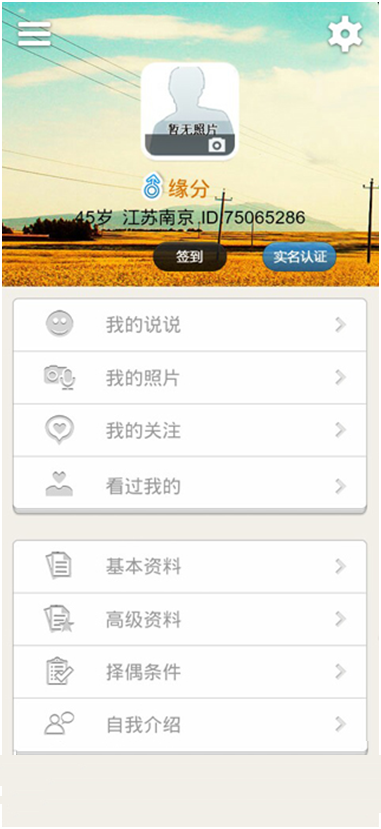 暂无照片
缘分
45岁 江苏南京 ID 75065286
签到 实名认证
我的说说
我的照片
我的关注
看过我的
基本资料
高级资料
择偶条件
自我介绍